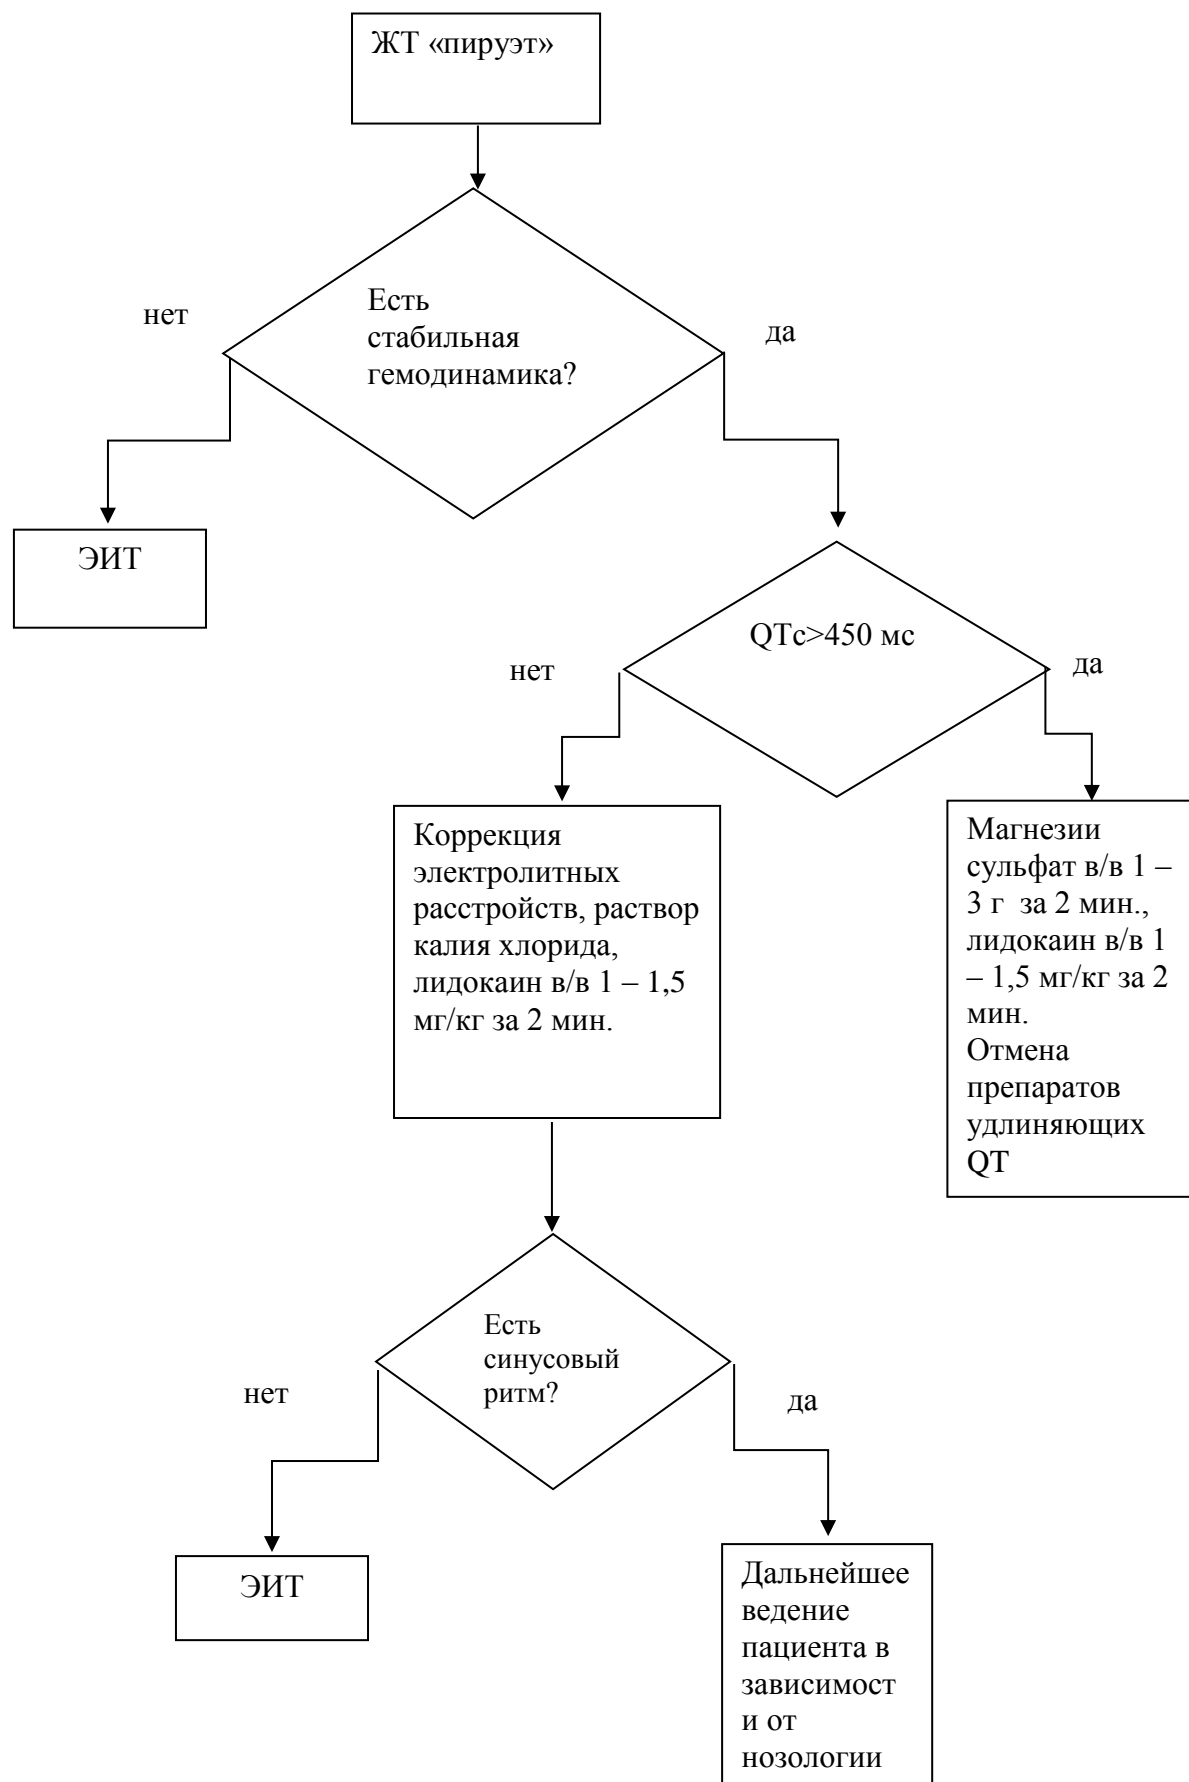 ЖТ «пируэт»
нет
Есть
стабильная
гемодинамика?
да
ЭИТ
QTc>450 мс
нет
да
Коррекция
электролитных
расстройств, раствор
калия хлорида,
лидокаин в/в 1 – 1,5
мг/кг за 2 мин.
Магнезии
сульфат в/в 1 –
3 г за 2 мин.,
лидокаин в/в 1
– 1,5 мг/кг за 2
мин.
Отмена
препаратов
удлиняющих
QT
Есть
синусовый
ритм?
нет
да
ЭИТ
Дальнейшее
ведение
пациента в
зависимост
и от
нозологии